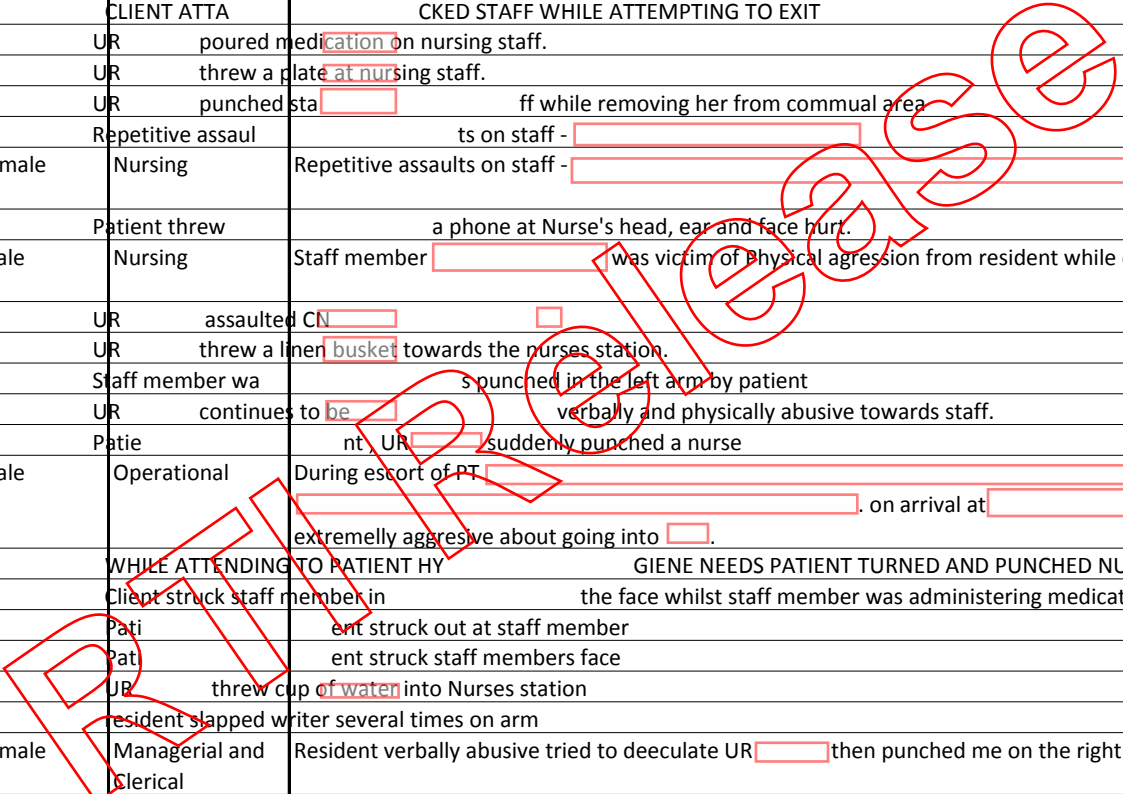 CLIENT ATTA CKED STAFF WHILE ATTEMPTING TO EXIT
UR poured medication on nursing staff.
UR threw a plate at nursing staff.
UR punched sta ff while removing her from commual area
Repetitive assaul ts on staff -
male Nursing Repetitive assaults on staff -
Patient threw a phone at Nurse's head, ear and face hurt.
ale Nursing Staff member was victim of Physical agression from resident while
UR assaulted CN
UR threw a linen busket towards the nurses station.
Staff member wa s punched in the left arm by patient
UR continues to be verbally and physically abusive towards staff.
Patie nt , UR suddenly punched a nurse
ale Operational During escort of PT
. on arrival at
extremelly aggresive about going into .
WHILE ATTENDING TO PATIENT HY GIENE NEEDS PATIENT TURNED AND PUNCHED NU
Client struck staff member in the face whilst staff member was administering medicat
Pati ent struck out at staff member
Pati ent struck staff members face
UR threw cup of water into Nurses station
resident slapped writer several times on arm
male Managerial and Resident verbally abusive tried to deeculate UR then punched me on the right
Clerical
RTI Release